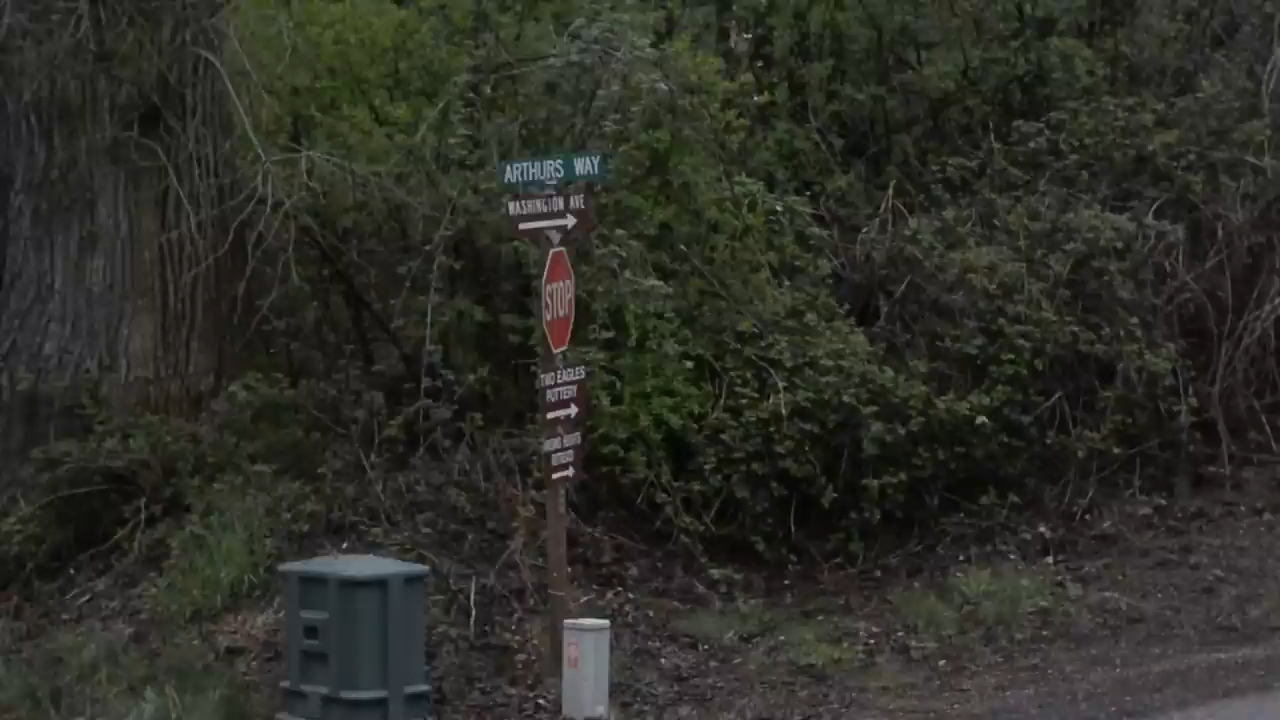 ARTHURS WAY
WASHINGTON AVE
STOP
TWO EAGLES
POTTERY